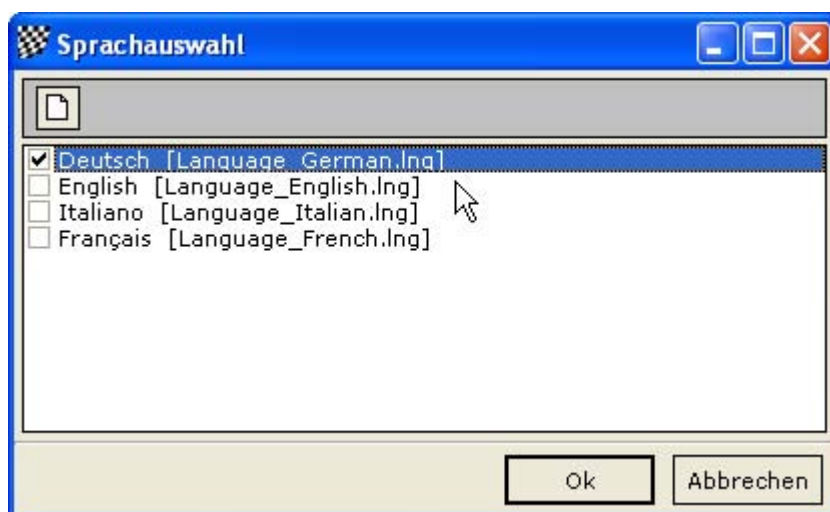 Sprachauswahl
Deutsch [Language_German.lng]
English [Language_English.lng]
Italiano [Language_Italian.lng]
Français [Language_French.lng]
Ok
Abbrechen